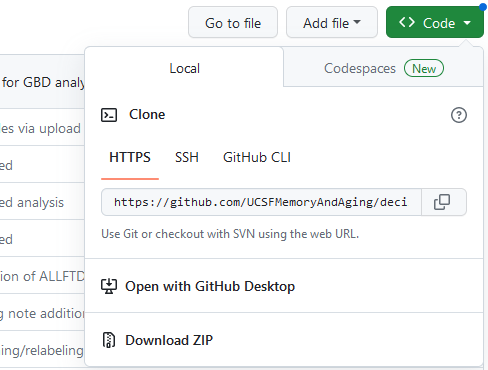 Go to file
Add file
Code
Local
Codespaces New
for GBD analy
es via upload
ed
ed analysis
ed
ion of ALLFTD
g note addition
ing/relabeling
Clone
HTTPS SSH GitHub CLI
https://github.com/UCSFMemoryAndAging/deci
Use Git or checkout with SVN using the web URL.
Open with GitHub Desktop
Download ZIP